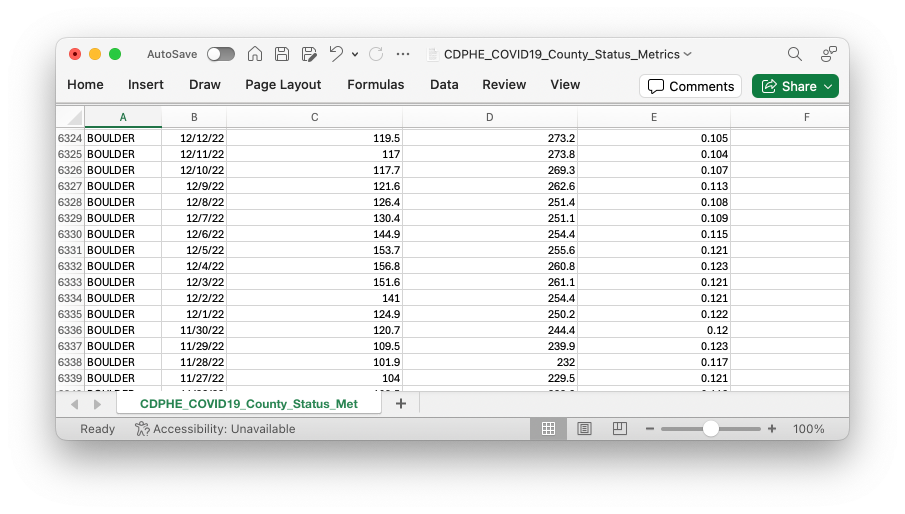 AutoSave CDPHE_COVID19_County_Status_Metrics
Home Insert Draw Page Layout Formulas Data Review View Comments Share
A B C D E F
6324 BOULDER 12/12/22 119.5 273.2 0.105
6325 BOULDER 12/11/22 117 273.8 0.104
6326 BOULDER 12/10/22 117.7 269.3 0.107
6327 BOULDER 12/9/22 121.6 262.6 0.113
6328 BOULDER 12/8/22 126.4 251.4 0.108
6329 BOULDER 12/7/22 130.4 251.1 0.109
6330 BOULDER 12/6/22 144.9 254.4 0.115
6331 BOULDER 12/5/22 153.7 255.6 0.121
6332 BOULDER 12/4/22 156.8 260.8 0.123
6333 BOULDER 12/3/22 151.6 261.1 0.121
6334 BOULDER 12/2/22 141 254.4 0.121
6335 BOULDER 12/1/22 124.9 250.2 0.122
6336 BOULDER 11/30/22 120.7 244.4 0.12
6337 BOULDER 11/29/22 109.5 239.9 0.123
6338 BOULDER 11/28/22 101.9 232 0.117
6339 BOULDER 11/27/22 104 229.5 0.121
CDPHE_COVID19_County_Status_Met +
Ready Accessibility: Unavailable 100%